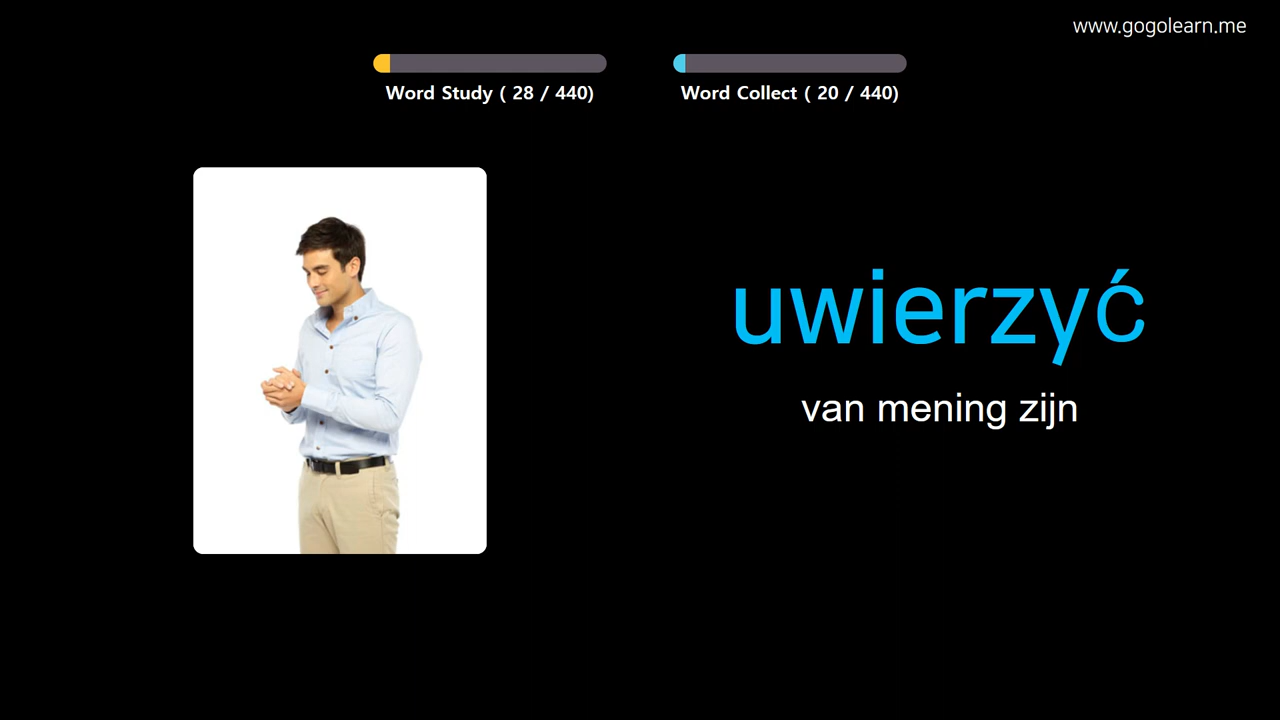 www.gogolearn.me
Word Study ( 28 / 440)
Word Collect ( 20 / 440)
uwierzyć
van mening zijn